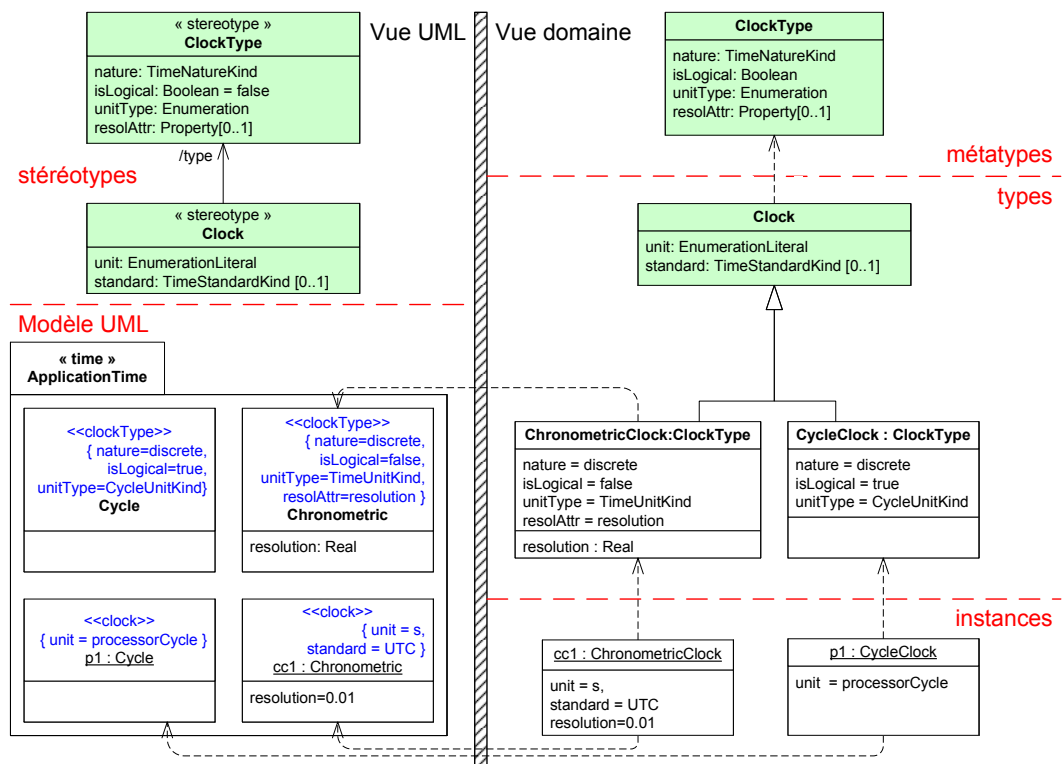 Vue UML
« stereotype »
ClockType
nature: TimeNatureKind
isLogical: Boolean = false
unitType: Enumeration
resolAttr: Property[0..1]
/type
stéréotypes
« stereotype »
Clock
unit: EnumerationLiteral
standard: TimeStandardKind [0..1]
Modèle UML
« time »
ApplicationTime
<<clockType>>
{ nature=discrete,
isLogical=true,
unitType=CycleUnitKind}
Cycle
<<clockType>>
{ nature=discrete,
isLogical=false,
unitType=TimeUnitKind,
resolAttr=resolution }
Chronometric
resolution: Real
<<clock>>
{ unit = processorCycle }
p1 : Cycle
<<clock>>
{ unit = s,
standard = UTC }
cc1 : Chronometric
resolution=0.01
Vue domaine
ClockType
nature: TimeNatureKind
isLogical: Boolean
unitType: Enumeration
resolAttr: Property[0..1]
métatypes
types
Clock
unit: EnumerationLiteral
standard: TimeStandardKind [0..1]
ChronometricClock:ClockType
nature = discrete
isLogical = false
unitType = TimeUnitKind
resolAttr = resolution
resolution : Real
CycleClock : ClockType
nature = discrete
isLogical = true
unitType = CycleUnitKind
instances
cc1 : ChronometricClock
unit = s,
standard = UTC
resolution=0.01
p1 : CycleClock
unit = processorCycle